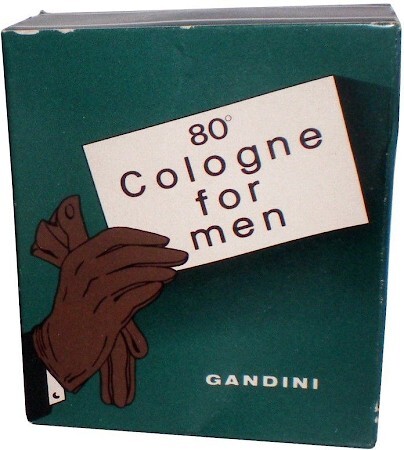 80°
Cologne
for
men
GANDINI